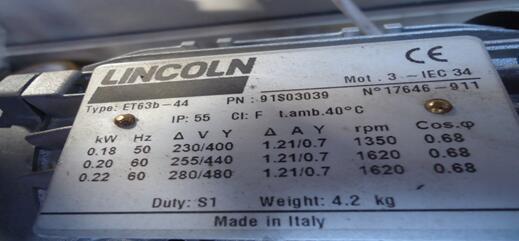 LINCOLN CE
Mot. 3 ~ IEC 34
Type: ET63b-44 PN: 91S03039 N° 17646-911
IP: 55 Cl: F t.amb.40°C
kW Hz Δ V Y Δ A Y rpm Cos.φ
0.18 50 230/400 1.21/0.7 1350 0.68
0.20 60 255/440 1.21/0.7 1620 0.68
0.22 60 280/480 1.21/0.7 1620 0.68
Duty: S1 Weight: 4.2 kg
Made in Italy